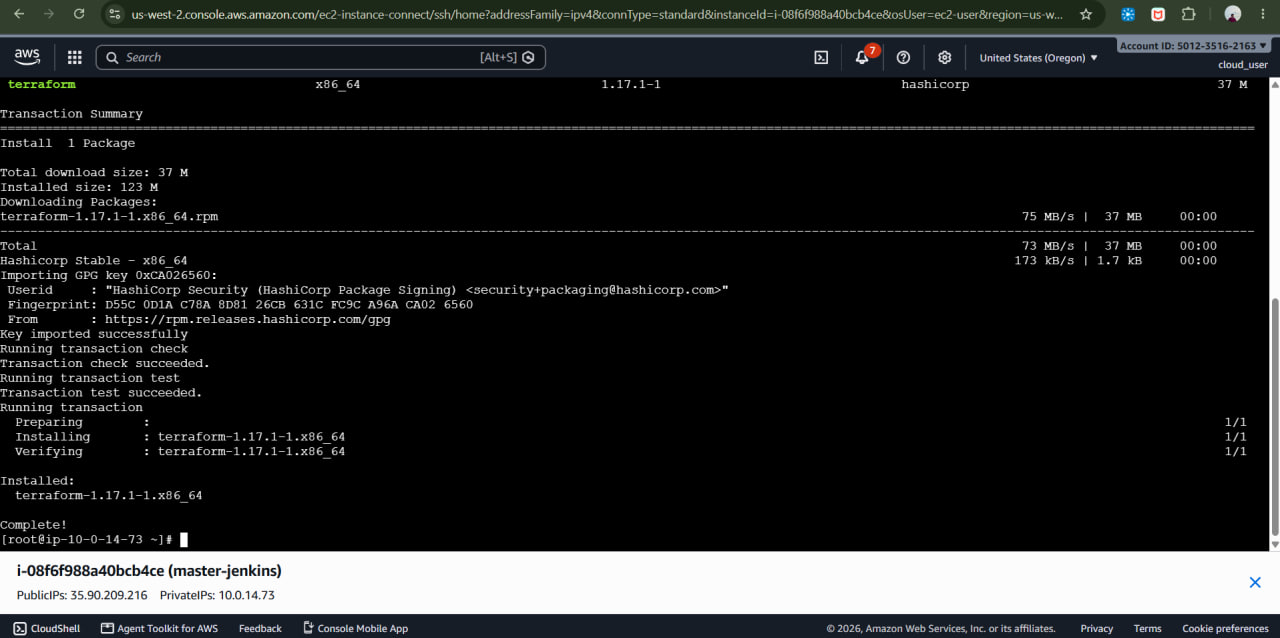 us-west-2.console.aws.amazon.com/ec2-instance-connect/ssh/home?addressFamily=ipv4&connType=standard&instanceId=i-08f6f988a40bcb4ce&osUser=ec2-user&region=us-w...
aws Search [Alt+S] 7 United States (Oregon) Account ID: 5012-3516-2163
cloud_user
terraform x86_64 1.17.1-1 hashicorp 37 M
Transaction Summary
Install 1 Package
Total download size: 37 M
Installed size: 123 M
Downloading Packages:
terraform-1.17.1-1.x86_64.rpm 75 MB/s | 37 MB 00:00
Total 73 MB/s | 37 MB 00:00
Hashicorp Stable - x86_64 173 kB/s | 1.7 kB 00:00
Importing GPG key 0xCA026560:
Userid : "HashiCorp Security (HashiCorp Package Signing) <security+packaging@hashicorp.com>"
Fingerprint: D55C 0D1A C78A 8D81 26CB 631C FC9C A96A CA02 6560
From : https://rpm.releases.hashicorp.com/gpg
Key imported successfully
Running transaction check
Transaction check succeeded.
Running transaction test
Transaction test succeeded.
Running transaction
Preparing : 1/1
Installing : terraform-1.17.1-1.x86_64 1/1
Verifying : terraform-1.17.1-1.x86_64 1/1
Installed:
terraform-1.17.1-1.x86_64
Complete!
[root@ip-10-0-14-73 ~]#
i-08f6f988a40bcb4ce (master-jenkins)
PublicIPs: 35.90.209.216 PrivateIPs: 10.0.14.73
CloudShell Agent Toolkit for AWS Feedback Console Mobile App © 2026, Amazon Web Services, Inc. or its affiliates. Privacy Terms Cookie preferences